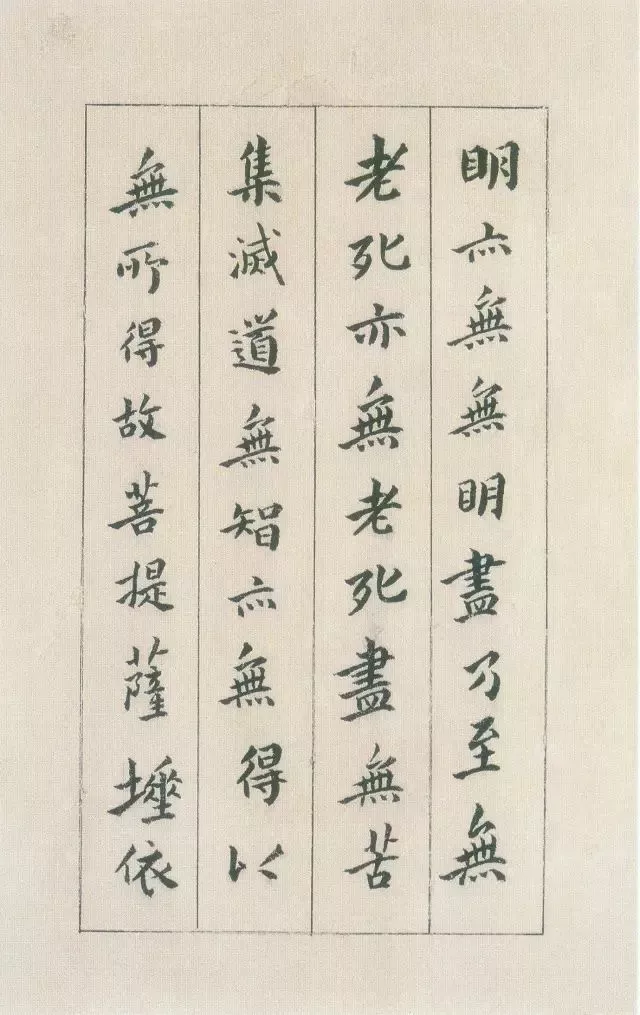 明亦無無明盡乃至無
老死亦無老死盡無苦
集滅道無智亦無得以
無所得故菩提薩埵依